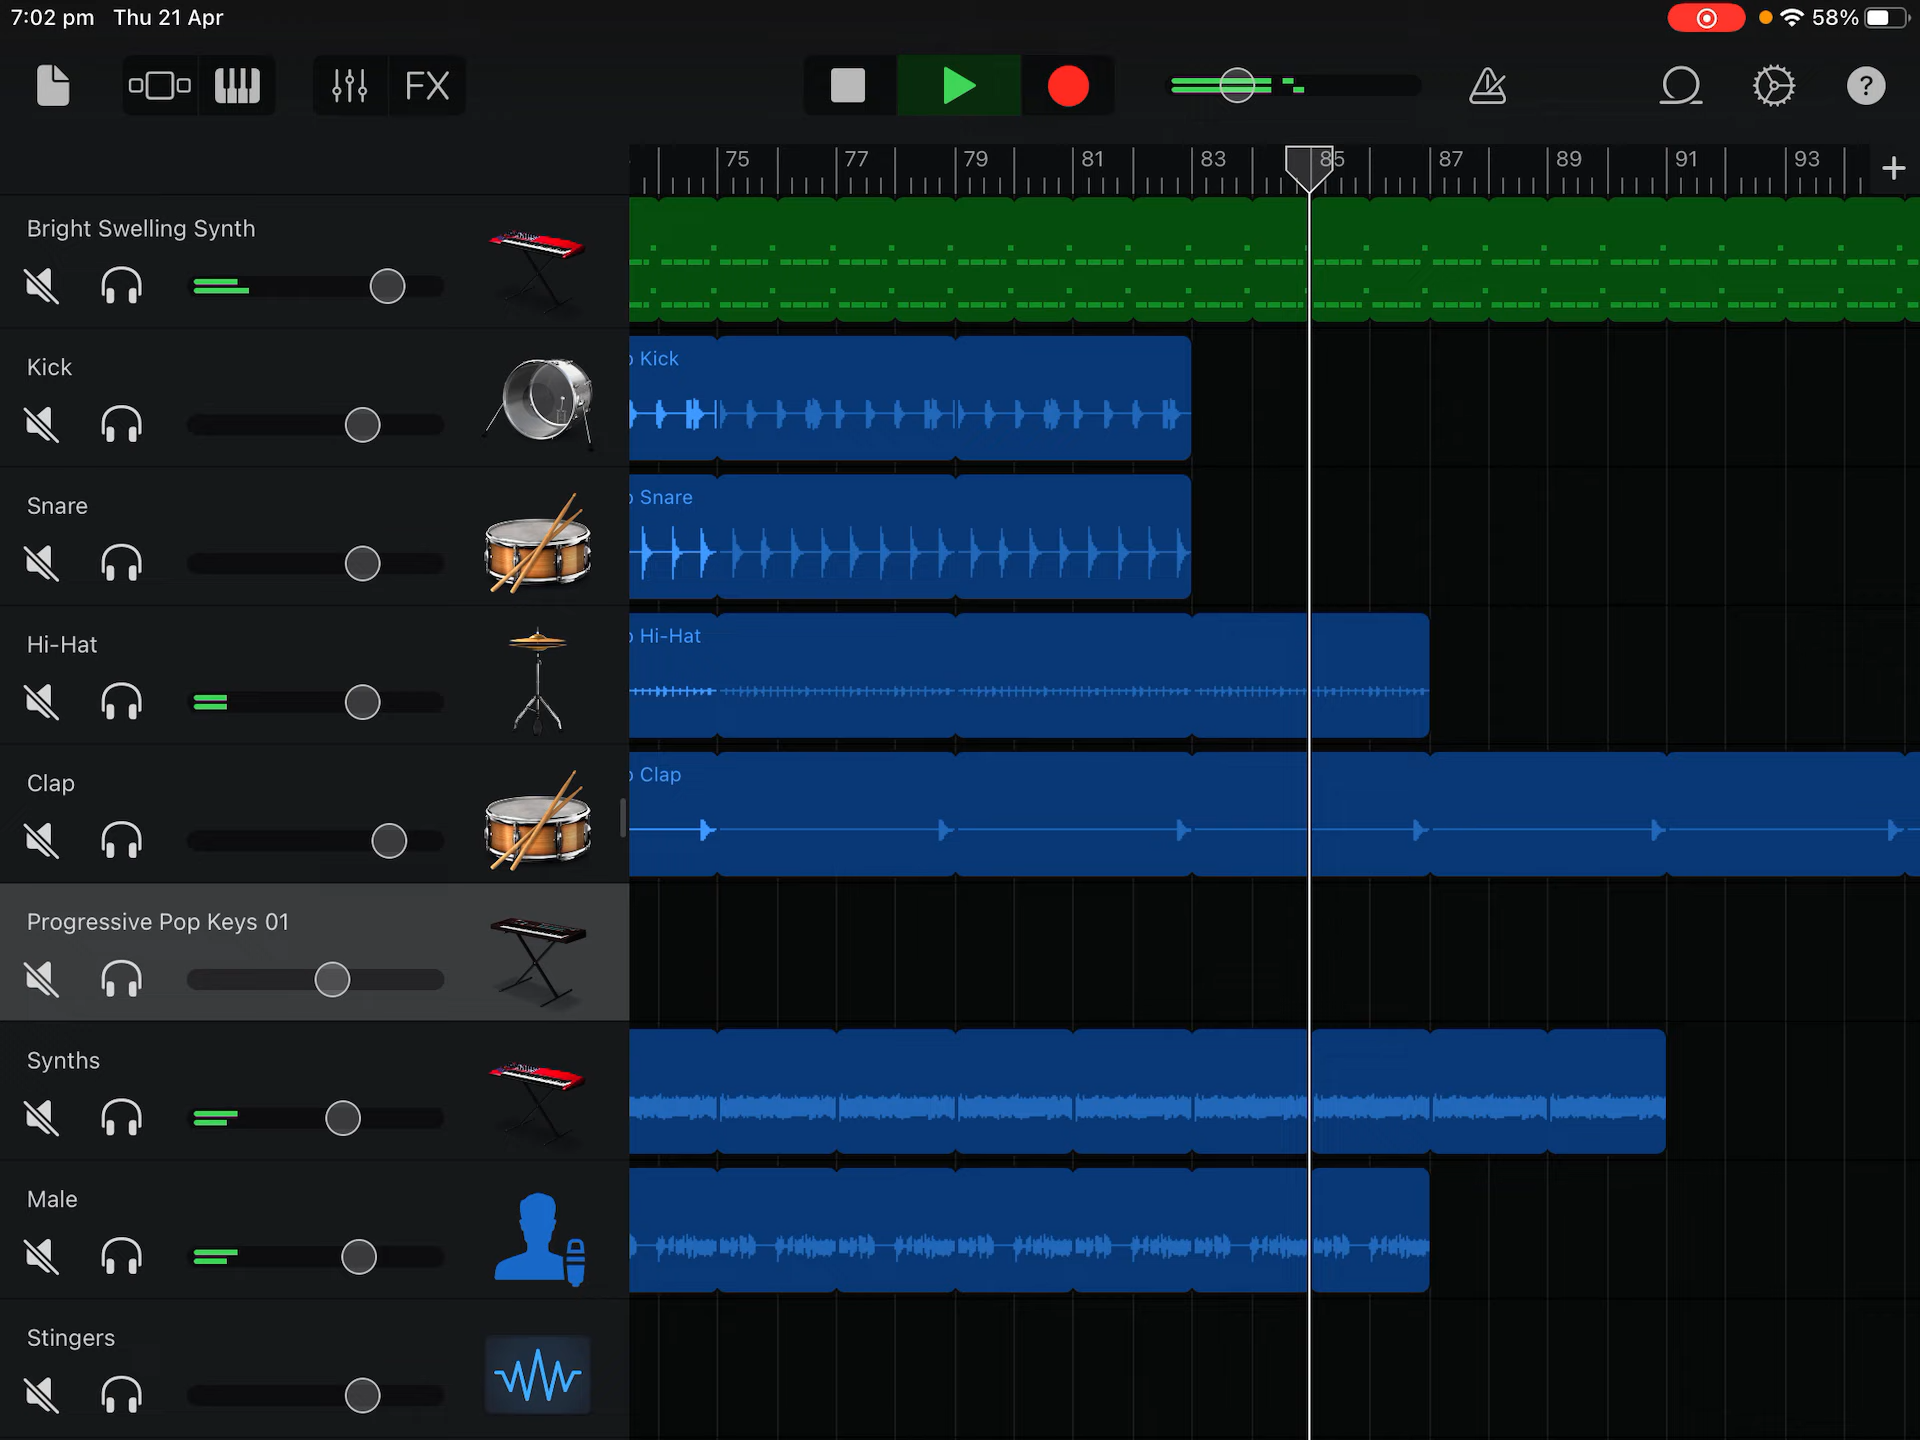 7:02 pm Thu 21 Apr 58%
FX ?
75 77 79 81 83 85 87 89 91 93 +
Bright Swelling Synth
Kick
Kick
Snare
Snare
Hi-Hat
Hi-Hat
Clap
Clap
Progressive Pop Keys 01
Synths
Male
Stingers